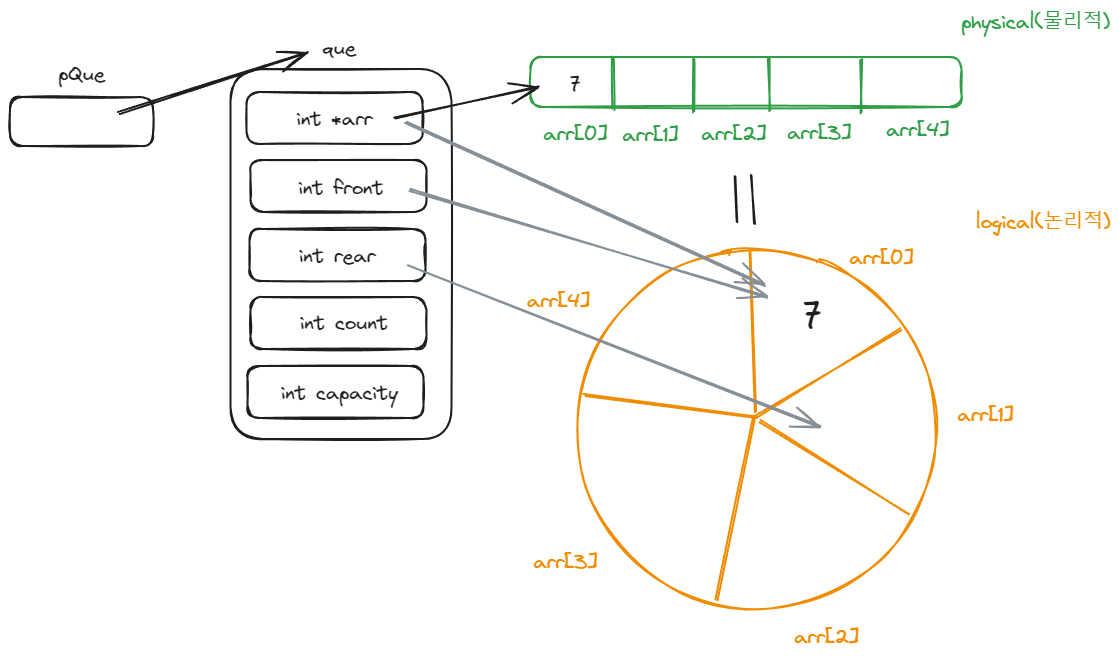 physical(물리적)
pQue
que
int *arr
int front
int rear
int count
int capacity
7
arr[0]
arr[1]
arr[2]
arr[3]
arr[4]
logical(논리적)
arr[0]
arr[4]
7
arr[1]
arr[3]
arr[2]